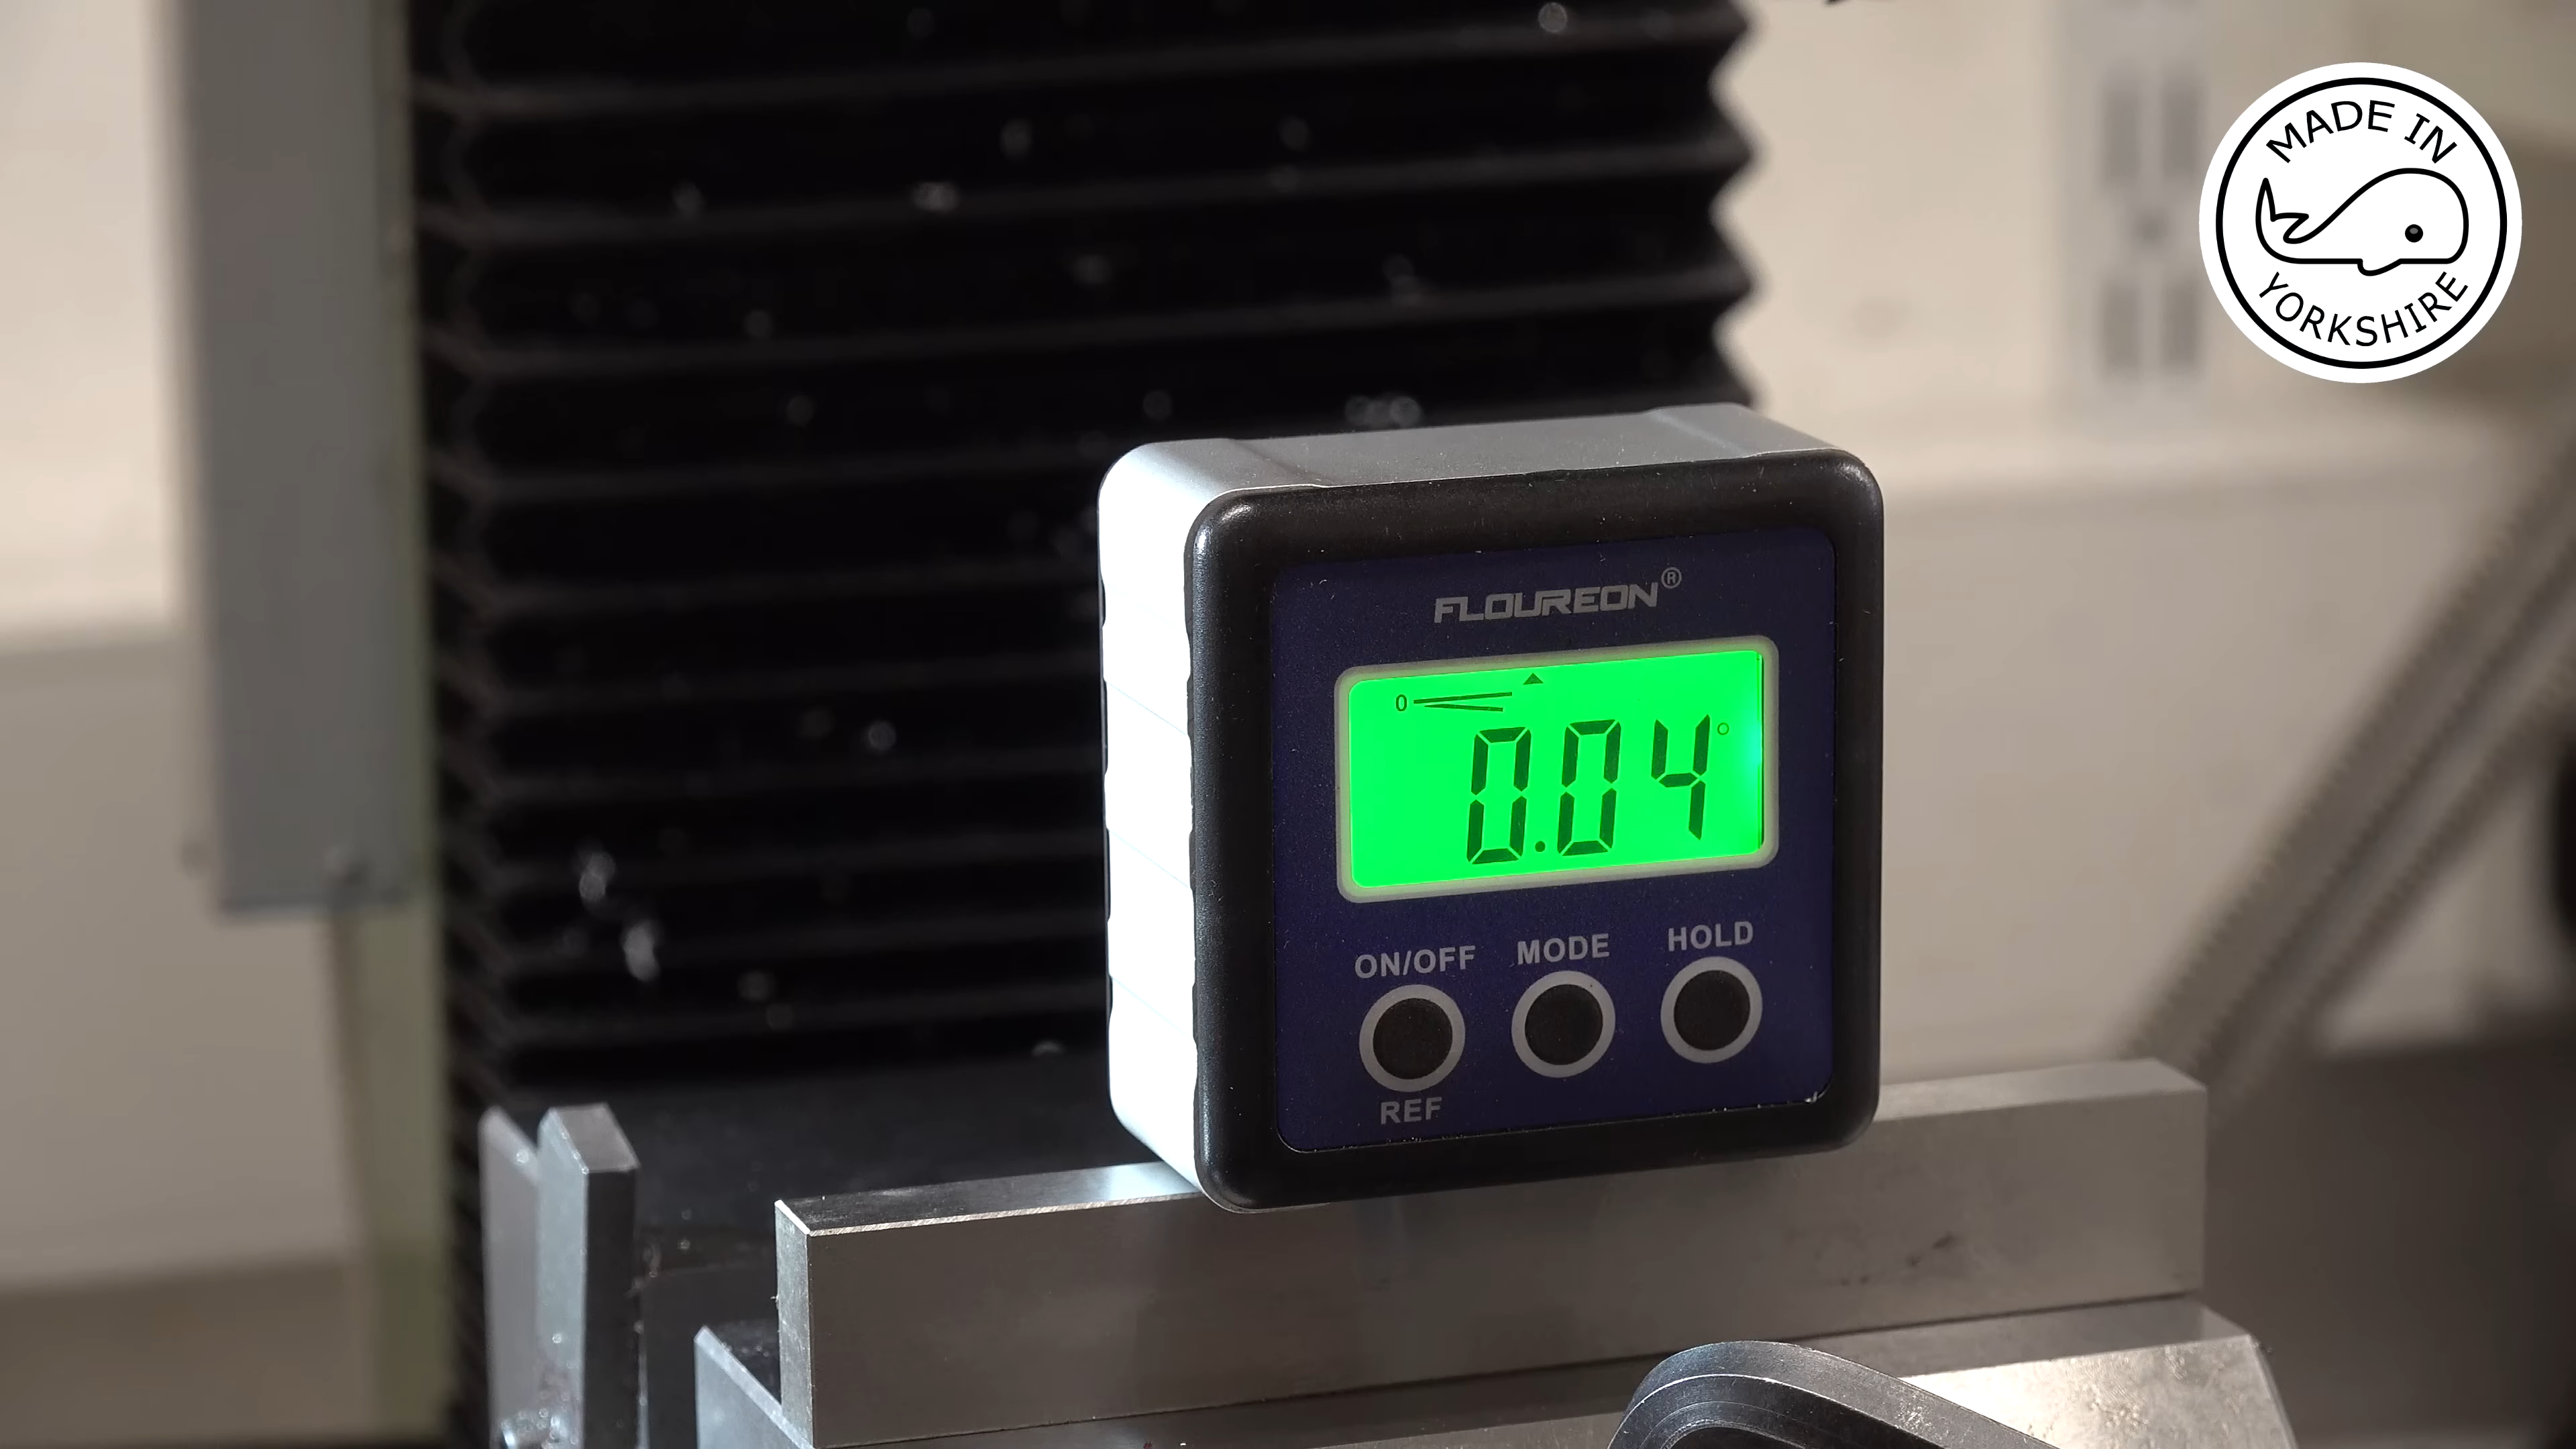 MADE IN
YORKSHIRE
FLOUREON®
0
0.04°
ON/OFF MODE HOLD
REF